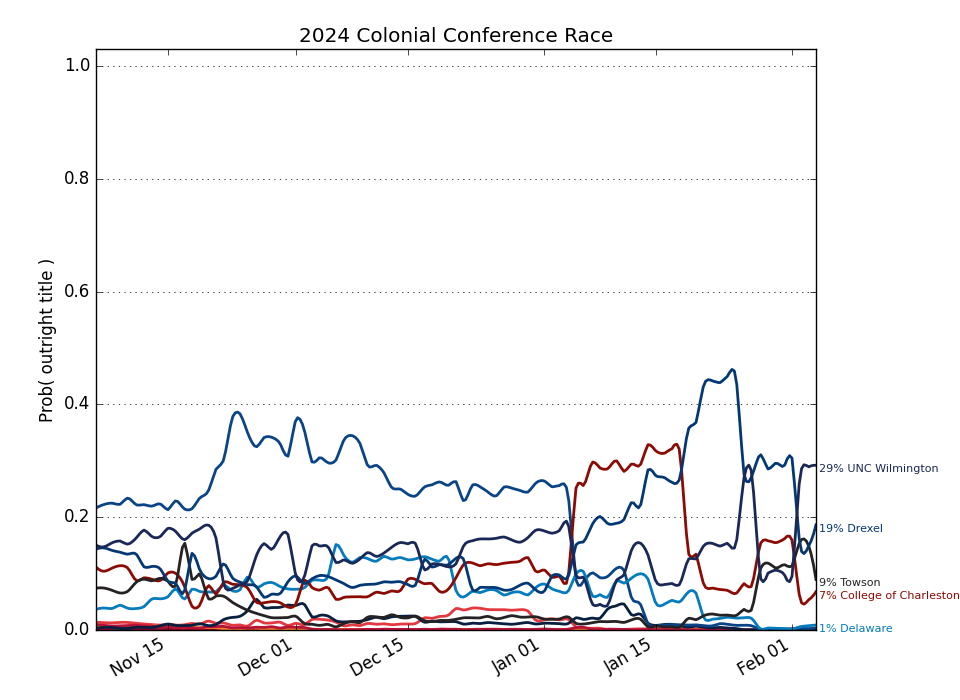 2024 Colonial Conference Race
Prob( outright title )
1.0
0.8
0.6
0.4
0.2
0.0
29% UNC Wilmington
19% Drexel
9% Towson
7% College of Charleston
1% Delaware
Nov 15
Dec 01
Dec 15
Jan 01
Jan 15
Feb 01